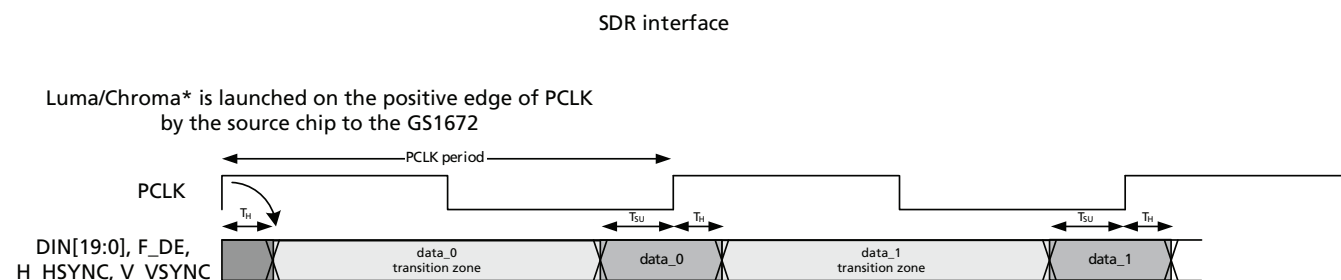 SDR interface
Luma/Chroma* is launched on the positive edge of PCLK
by the source chip to the GS1672
PCLK period
PCLK
TH
TSU
TH
TSU
TH
DIN[19:0], F_DE,
H_HSYNC, V_VSYNC
data_0
transition zone
data_0
data_1
transition zone
data_1